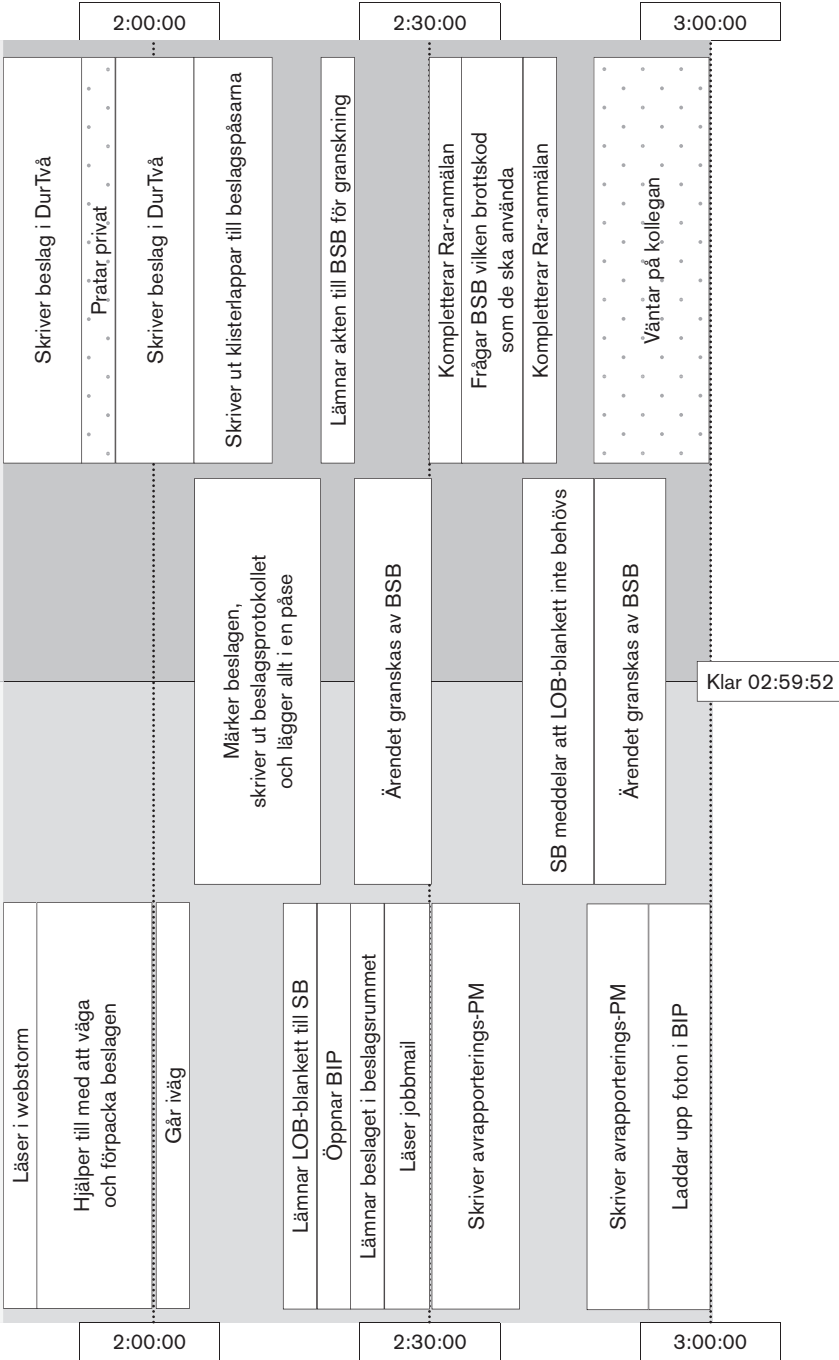 2:00:00
2:30:00
3:00:00
Skriver beslag i DurTvå
Pratar privat
Skriver beslag i DurTvå
Skriver ut klisterlappar till beslagspåsarna
Lämnar akten till BSB för granskning
Kompletterar Rar-anmälan
Frågar BSB vilken brottskod
som de ska använda
Kompletterar Rar-anmälan
Väntar på kollegan
Märker beslagen,
skriver ut beslagsprotokollet
och lägger allt i en påse
Ärendet granskas av BSB
SB meddelar att LOB-blankett inte behövs
Ärendet granskas av BSB
Klar 02:59:52
Läser i webstorm
Hjälper till med att väga
och förpacka beslagen
Går iväg
Lämnar LOB-blankett till SB
Öppnar BIP
Lämnar beslaget i beslagsrummet
Läser jobbmail
Skriver avrapporterings-PM
Skriver avrapporterings-PM
Laddar upp foton i BIP
2:00:00
2:30:00
3:00:00